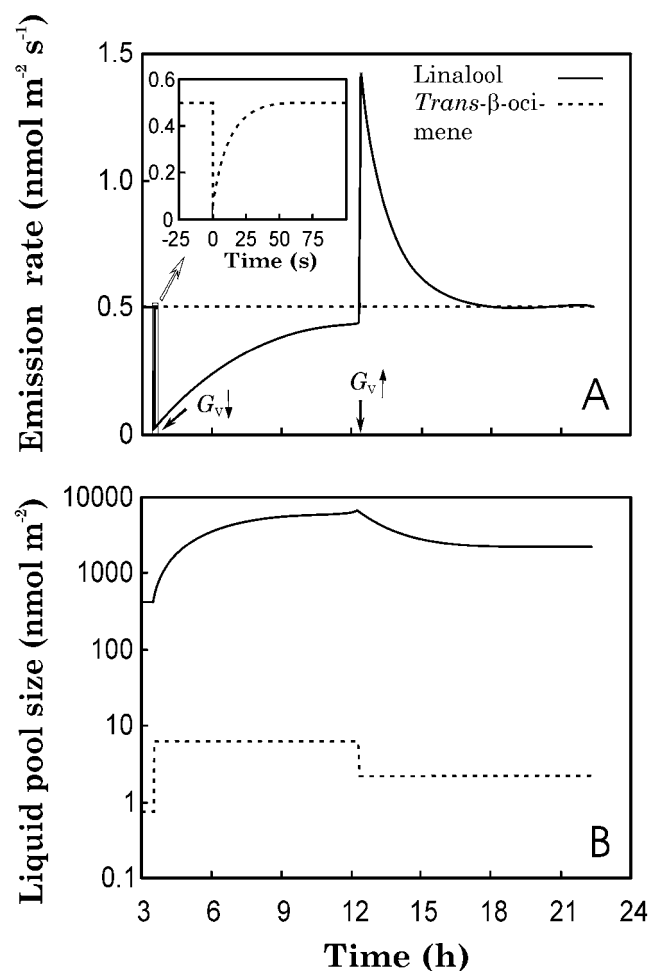 Emission rate (nmol m⁻² s⁻¹)
1.5
1.0
0.5
0
Linalool
Trans-β-oci-
mene
0.6
0.4
0.2
0
-25 0 25 50 75
Time (s)
Gᵥ↓
Gᵥ↑
A
Liquid pool size (nmol m⁻²)
10000
1000
100
10
1
0.1
B
3 6 9 12 15 18 21 24
Time (h)